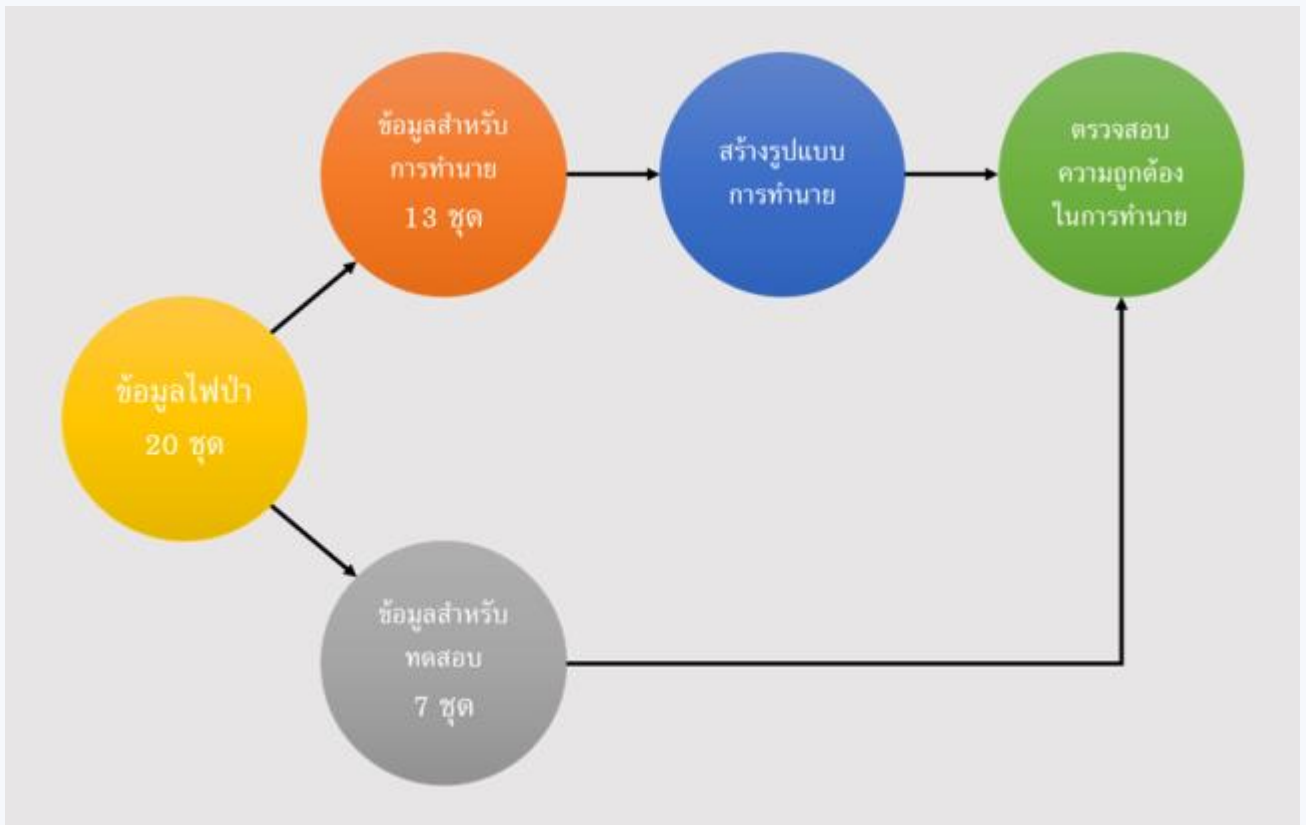 ข้อมูลสำหรับ
การทำนาย
13 ชุด
สร้างรูปแบบ
การทำนาย
ตรวจสอบ
ความถูกต้อง
ในการทำนาย
ข้อมูลไฟป่า
20 ชุด
ข้อมูลสำหรับ
ทดสอบ
7 ชุด